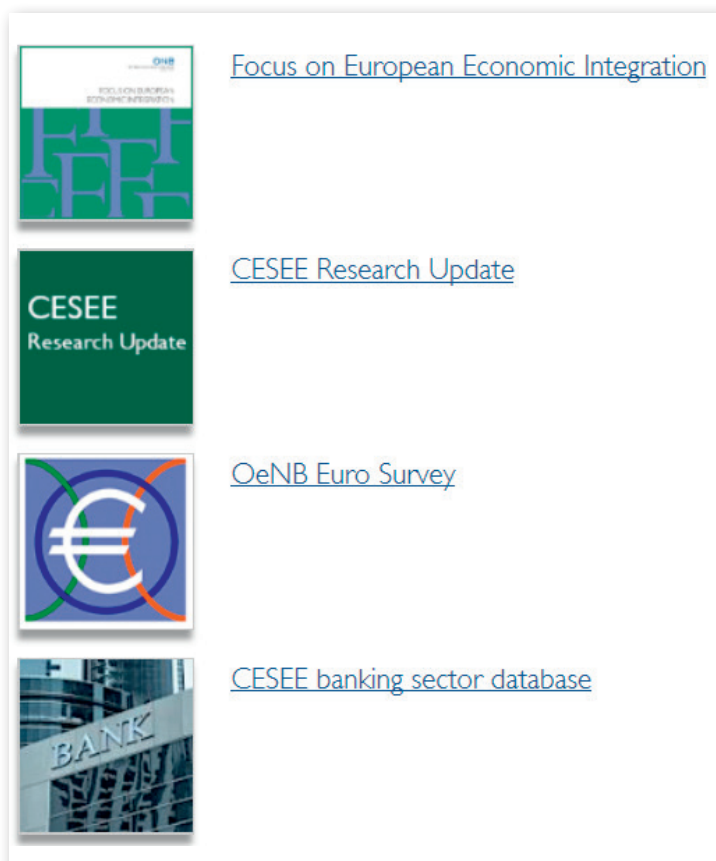 ONB
FOCUS ON EUROPEAN
ECONOMIC INTEGRATION
Focus on European Economic Integration
CESEE
Research Update
CESEE Research Update
€
OeNB Euro Survey
BANK
CESEE banking sector database